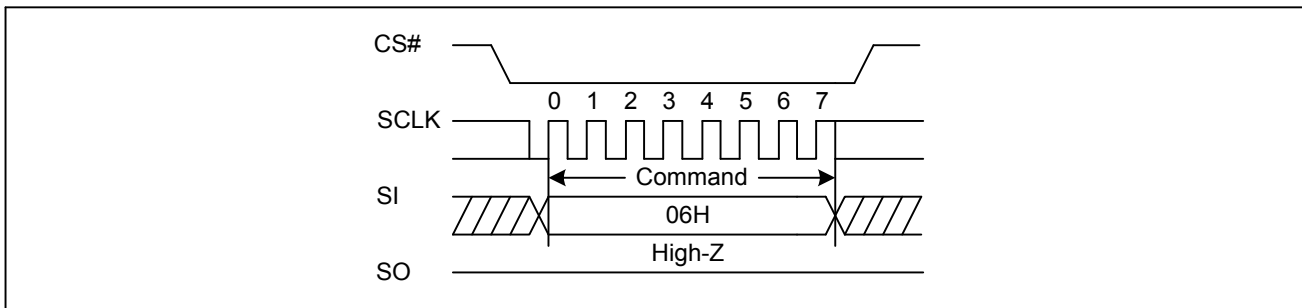 CS#
0 1 2 3 4 5 6 7
SCLK
Command
SI
06H
High-Z
SO